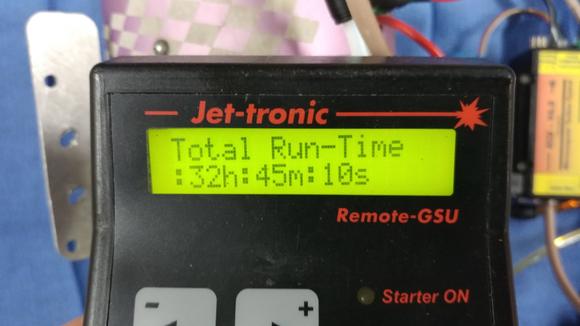 Jet-tronic
Total Run-Time
:32h:45m:10s
Remote-GSU
- +
Starter ON